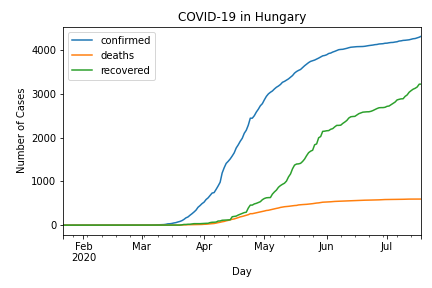 COVID-19 in Hungary
confirmed
deaths
recovered
Number of Cases
4000
3000
2000
1000
0
Feb
2020
Mar
Apr
May
Jun
Jul
Day